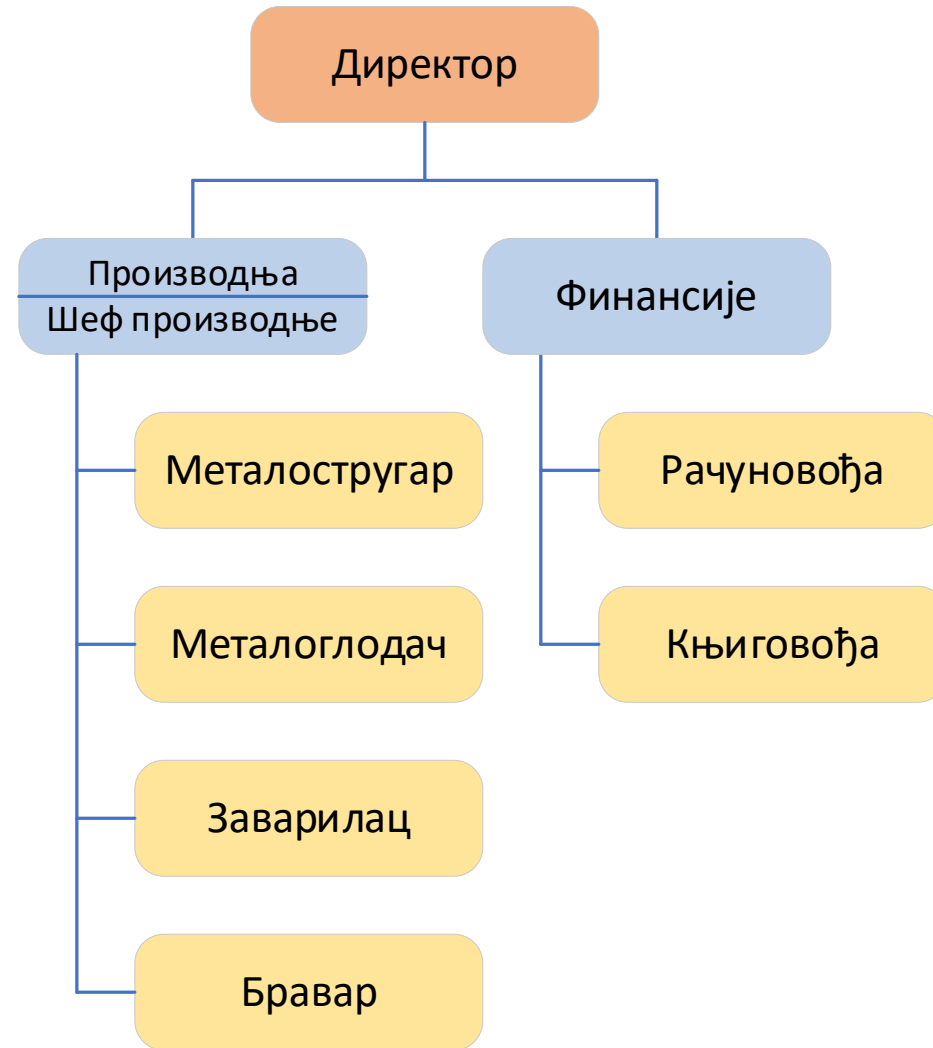 Директор
Производња
Шеф производње
Финансије
Металостругар
Рачуновођа
Металоглодач
Књиговођа
Заварилац
Бравар